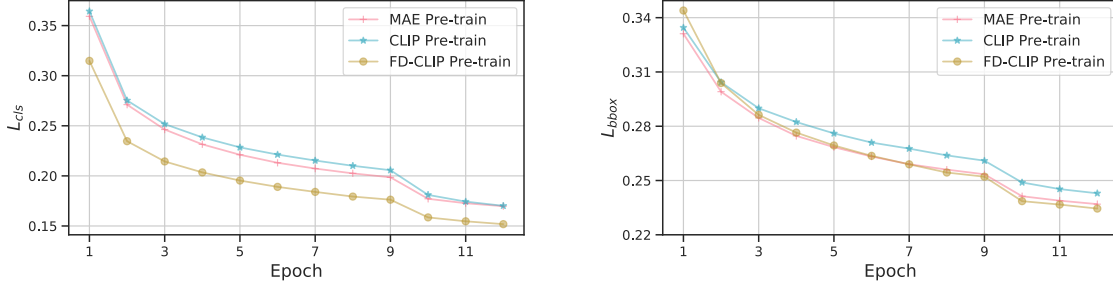 0.35
0.30
0.25
0.20
0.15
L_cls
1 3 5 7 9 11
Epoch
MAE Pre-train
CLIP Pre-train
FD-CLIP Pre-train
0.34
0.31
0.28
0.25
0.22
L_bbox
1 3 5 7 9 11
Epoch
MAE Pre-train
CLIP Pre-train
FD-CLIP Pre-train